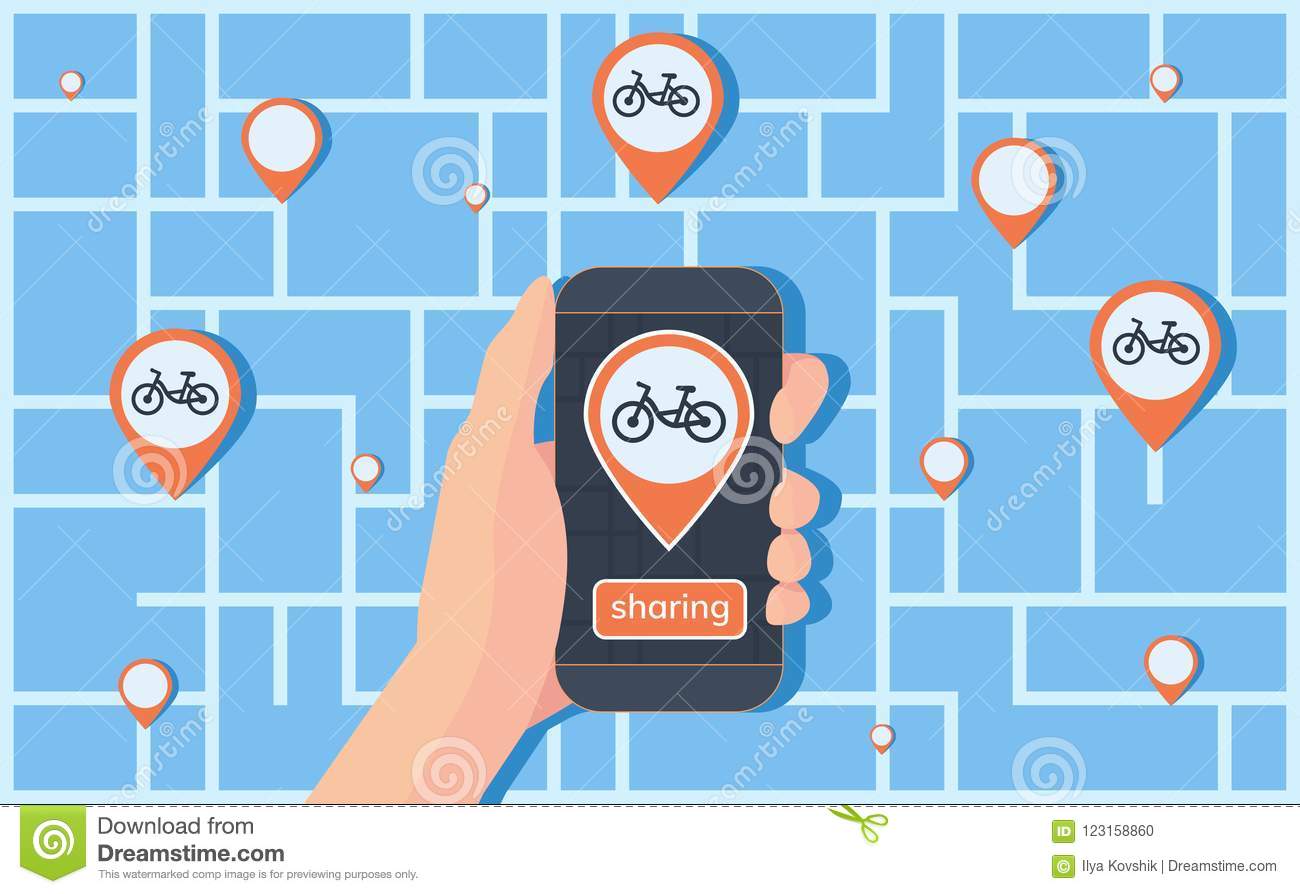 sharing
Download from
Dreamstime.com
This watermarked comp image is for previewing purposes only.
ID 123158860
© Ilya Kovshik | Dreamstime.com